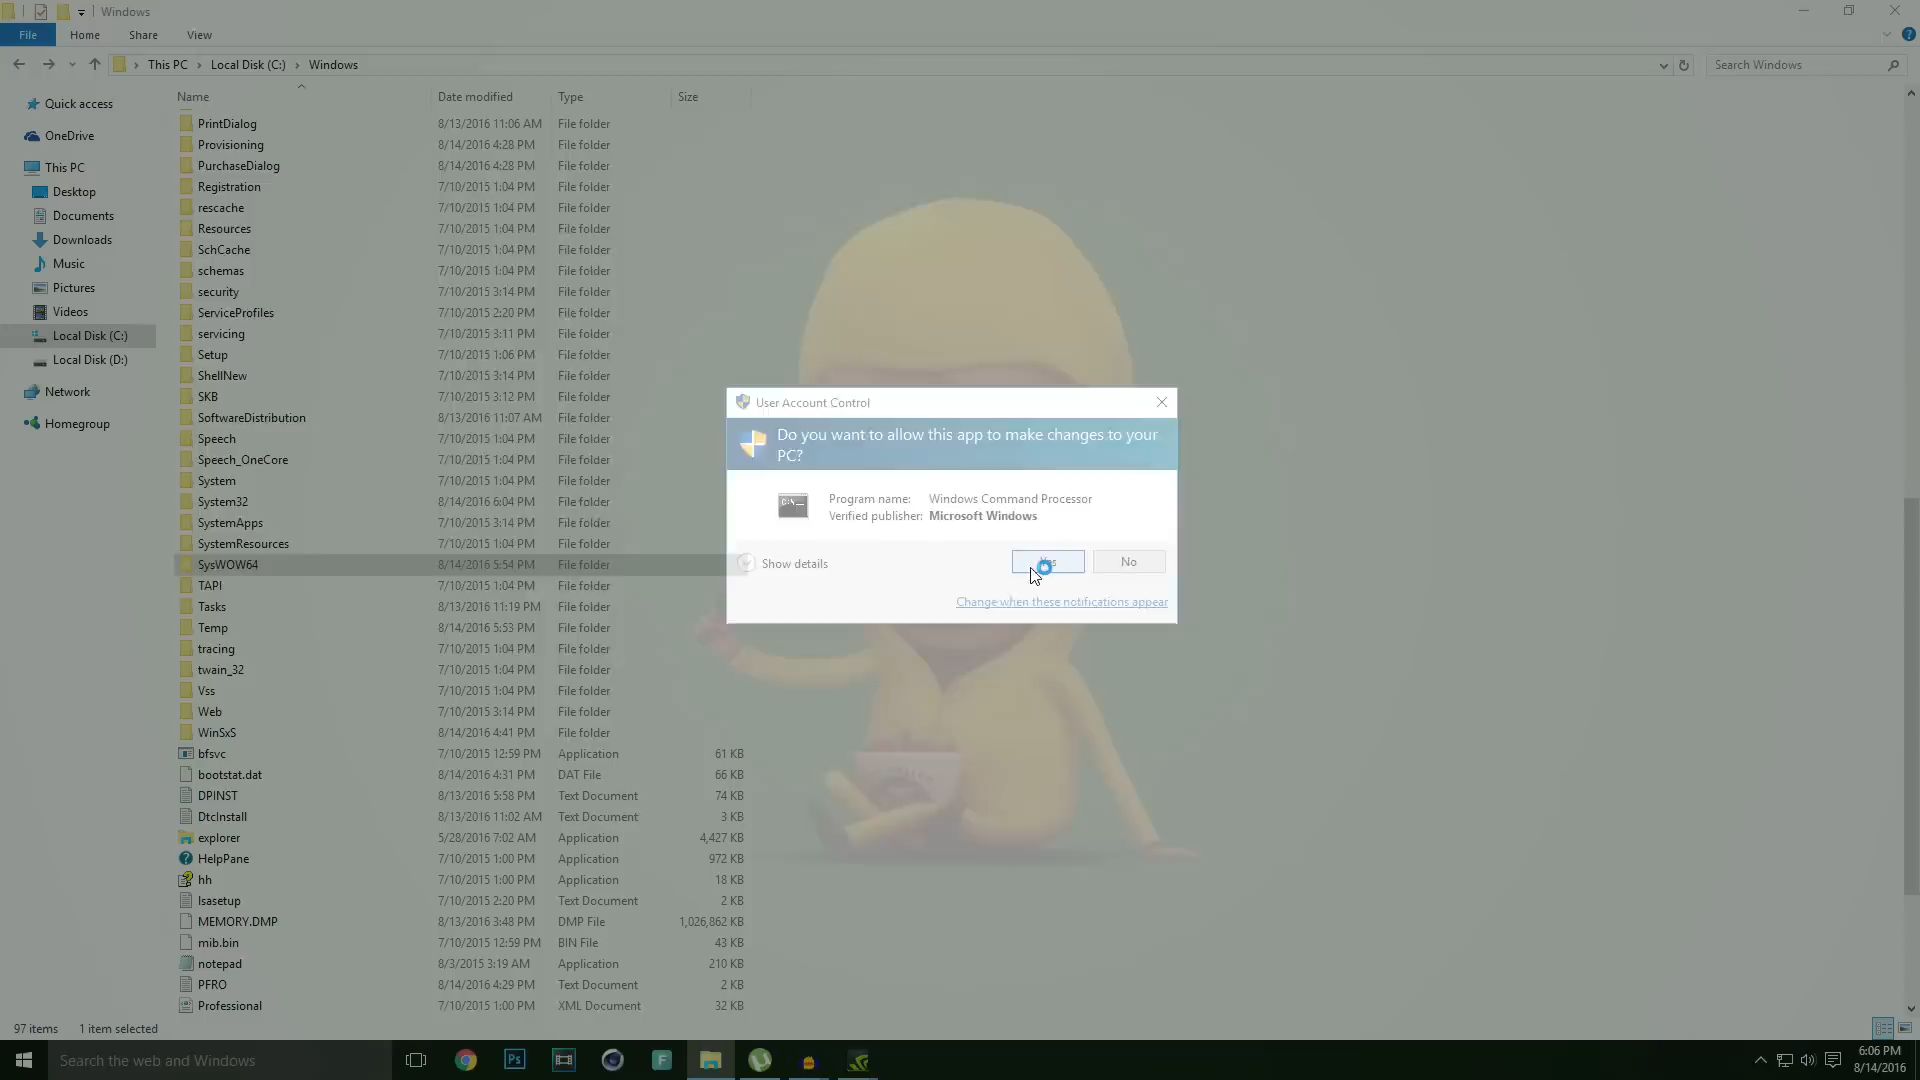 Windows
File Home Share View
This PC Local Disk (C:) Windows
Search Windows
Name Date modified Type Size
Quick access
OneDrive
This PC
Desktop
Documents
Downloads
Music
Pictures
Videos
Local Disk (C:)
Local Disk (D:)
Network
Homegroup
PrintDialog 8/13/2016 11:06 AM File folder
Provisioning 8/14/2016 4:28 PM File folder
PurchaseDialog 8/14/2016 4:28 PM File folder
Registration 7/10/2015 1:04 PM File folder
rescache 7/10/2015 1:04 PM File folder
Resources 7/10/2015 1:04 PM File folder
SchCache 7/10/2015 1:04 PM File folder
schemas 7/10/2015 1:04 PM File folder
security 7/10/2015 3:14 PM File folder
ServiceProfiles 7/10/2015 2:20 PM File folder
servicing 7/10/2015 3:11 PM File folder
Setup 7/10/2015 1:06 PM File folder
ShellNew 7/10/2015 3:14 PM File folder
SKB 7/10/2015 3:12 PM File folder
SoftwareDistribution 8/13/2016 11:07 AM File folder
Speech 7/10/2015 1:04 PM File folder
Speech_OneCore 7/10/2015 1:04 PM File folder
System 7/10/2015 1:04 PM File folder
System32 8/14/2016 6:04 PM File folder
SystemApps 7/10/2015 3:14 PM File folder
SystemResources 7/10/2015 1:04 PM File folder
SysWOW64 8/14/2016 5:54 PM File folder
TAPI 7/10/2015 1:04 PM File folder
Tasks 8/13/2016 11:19 PM File folder
Temp 8/14/2016 5:53 PM File folder
tracing 7/10/2015 1:04 PM File folder
twain_32 7/10/2015 1:04 PM File folder
Vss 7/10/2015 1:04 PM File folder
Web 7/10/2015 3:14 PM File folder
WinSxS 8/14/2016 4:41 PM File folder
bfsvc 7/10/2015 12:59 PM Application 61 KB
bootstat.dat 8/14/2016 4:31 PM DAT File 66 KB
DPINST 8/13/2016 5:58 PM Text Document 74 KB
DtcInstall 8/13/2016 11:02 AM Text Document 3 KB
explorer 5/28/2016 7:02 AM Application 4,427 KB
HelpPane 7/10/2015 1:00 PM Application 972 KB
hh 7/10/2015 1:00 PM Application 18 KB
lsasetup 7/10/2015 2:20 PM Text Document 2 KB
MEMORY.DMP 8/13/2016 3:48 PM DMP File 1,026,862 KB
mib.bin 7/10/2015 12:59 PM BIN File 43 KB
notepad 8/3/2015 3:19 AM Application 210 KB
PFRO 8/14/2016 4:29 PM Text Document 2 KB
Professional 7/10/2015 1:00 PM XML Document 32 KB
User Account Control
Do you want to allow this app to make changes to your
PC?
Program name: Windows Command Processor
Verified publisher: Microsoft Windows
Show details
Yes No
Change when these notifications appear
97 items 1 item selected
Search the web and Windows
6:06 PM
8/14/2016